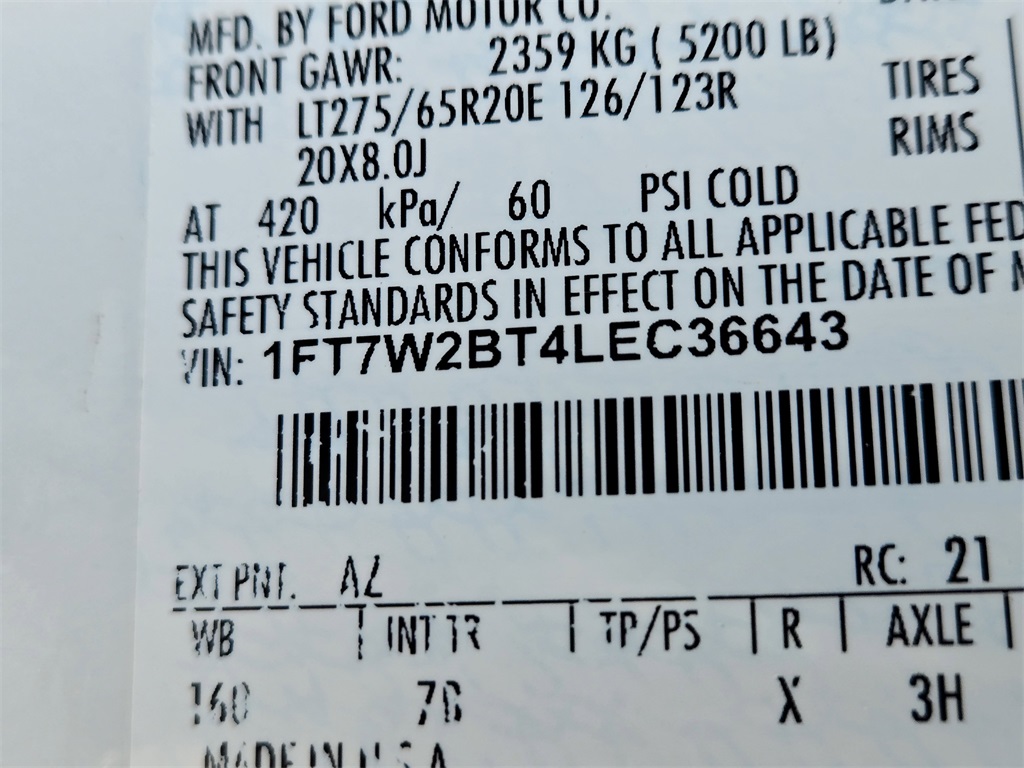 MFD. BY FORD MOTOR CO.
FRONT GAWR: 2359 KG ( 5200 LB)
WITH LT275/65R20E 126/123R TIRES
20X8.0J RIMS
AT 420 kPa/ 60 PSI COLD
THIS VEHICLE CONFORMS TO ALL APPLICABLE FED
SAFETY STANDARDS IN EFFECT ON THE DATE OF
VIN: 1FT7W2BT4LEC36643
EXT PNT. RC: 21
WB | INT TR | TP/PS | R | AXLE |
160 X 3H
MADE IN U.S.A